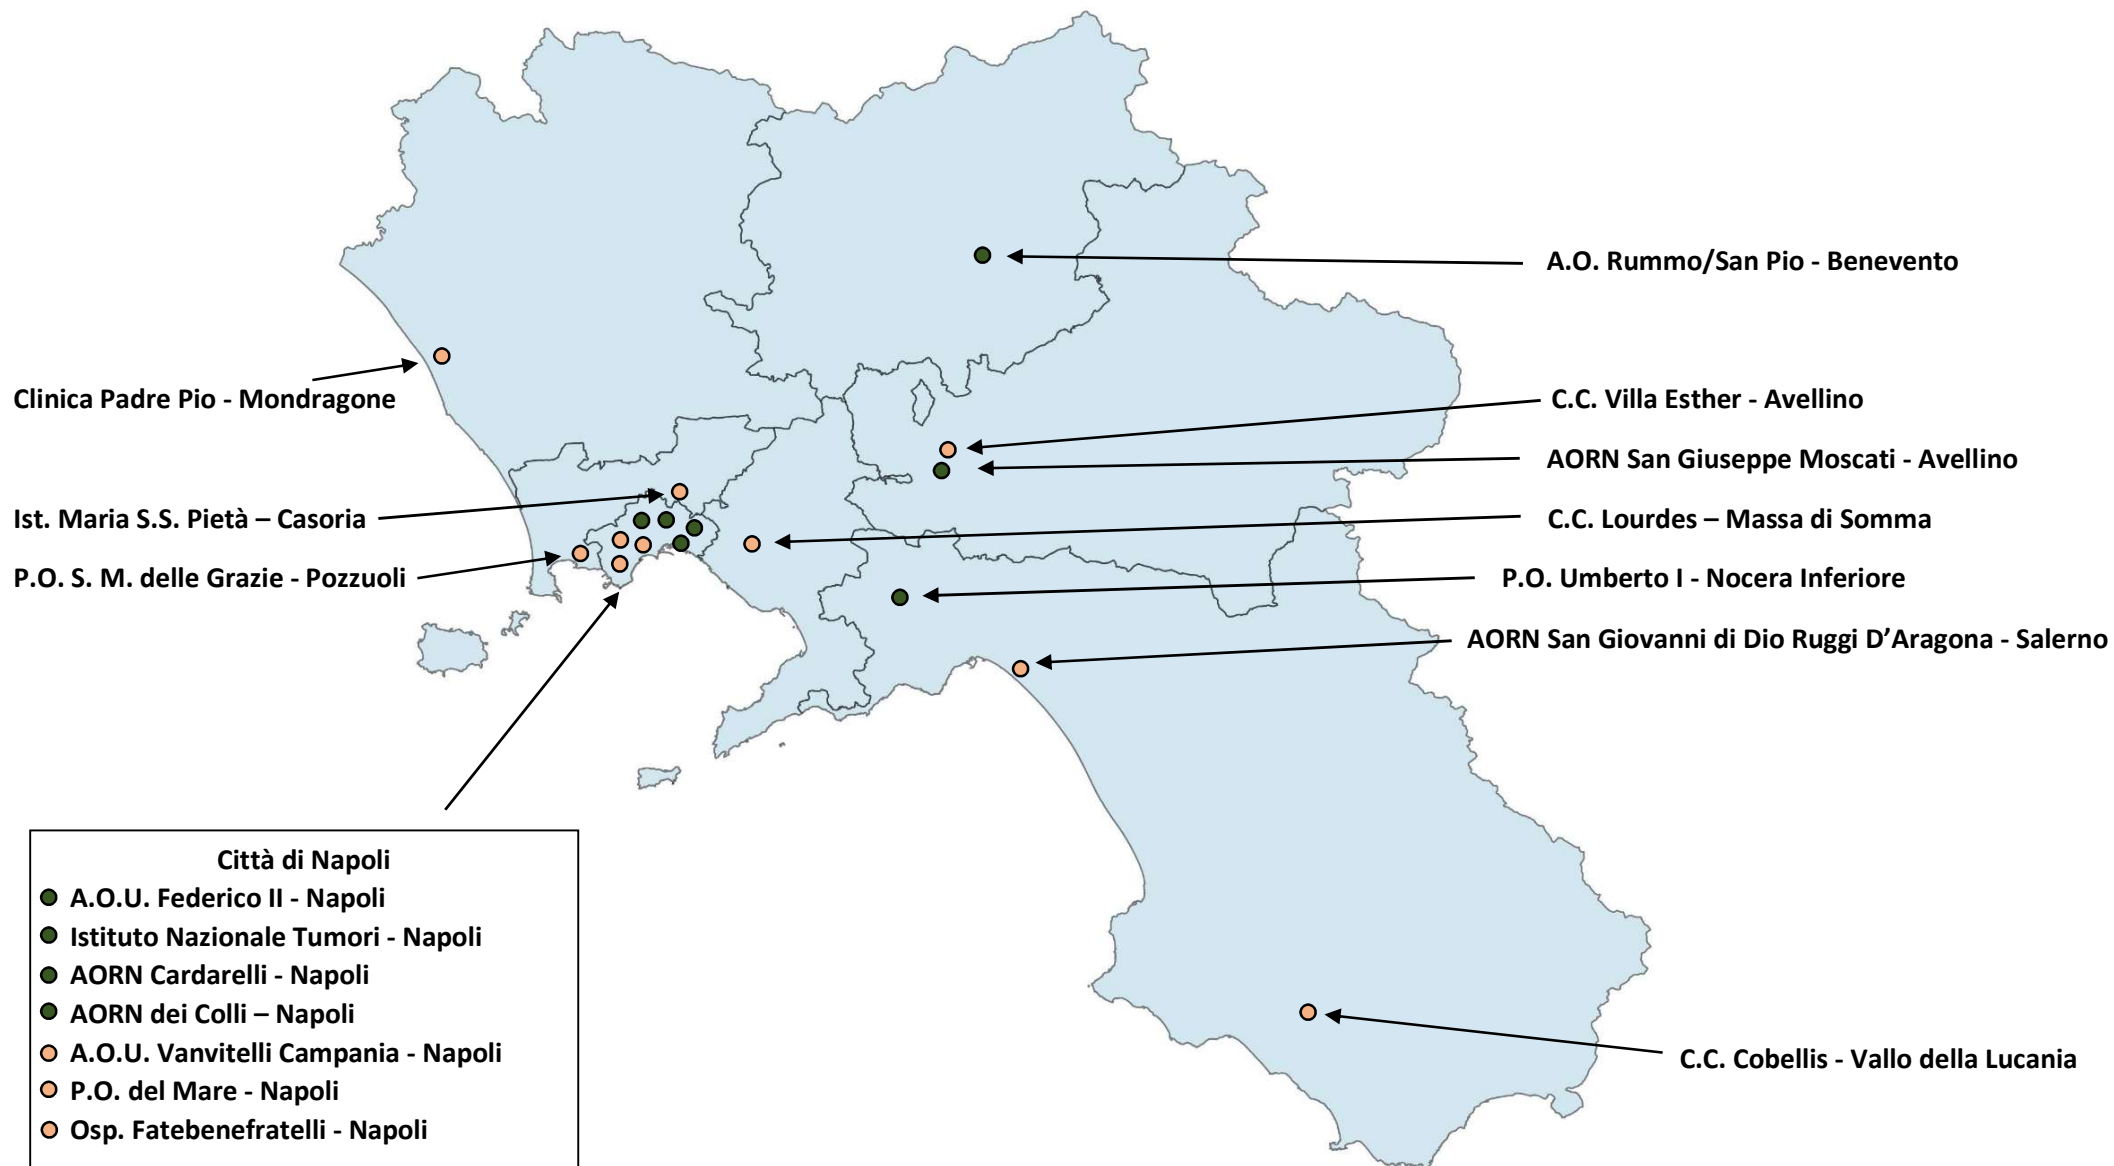 A.O. Rummo/San Pio - Benevento
Clinica Padre Pio - Mondragone
C.C. Villa Esther - Avellino
AORN San Giuseppe Moscati - Avellino
Ist. Maria S.S. Pietà – Casoria
C.C. Lourdes – Massa di Somma
P.O. S. M. delle Grazie - Pozzuoli
P.O. Umberto I - Nocera Inferiore
AORN San Giovanni di Dio Ruggi D’Aragona - Salerno
Città di Napoli
A.O.U. Federico II - Napoli
Istituto Nazionale Tumori - Napoli
AORN Cardarelli - Napoli
AORN dei Colli – Napoli
A.O.U. Vanvitelli Campania - Napoli
P.O. del Mare - Napoli
Osp. Fatebenefratelli - Napoli
C.C. Cobellis - Vallo della Lucania